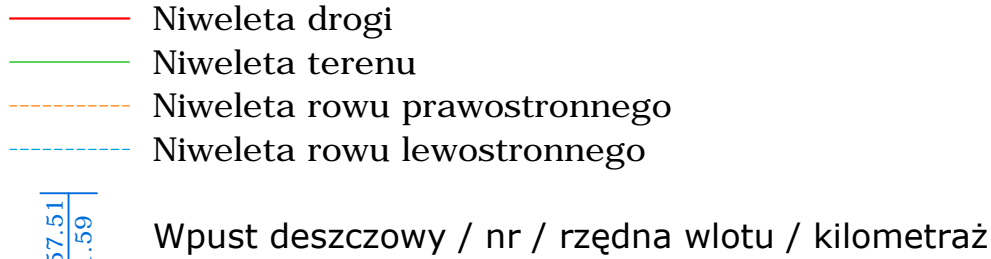 Niweleta drogi
Niweleta terenu
Niweleta rowu prawostronnego
Niweleta rowu lewostronnego
Wpust deszczowy / nr / rzędna wlotu / kilometraż